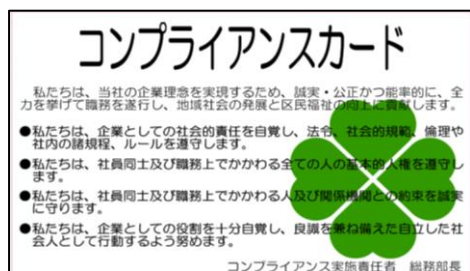 コンプライアンスカード
私たちは、当社の企業理念を実現するため、誠実・公正かつ能率的に、全
力を挙げて職務を遂行し、地域社会の発展と区民福祉の向上に貢献します。
●私たちは、企業としての社会的責任を自覚し、法令、社会的規範、倫理や
社内の諸規程、ルールを遵守します。
●私たちは、社員同士及び職務上でかかわる全ての人の基本的人権を遵守し
ます。
●私たちは、社員同士及び職務上でかかわる人及び関係機関との約束を誠実
に守ります。
●私たちは、企業としての役割を十分自覚し、良識を兼ね備えた自立した社
会人として行動するよう努めます。
コンプライアンス実施責任者 総務部長